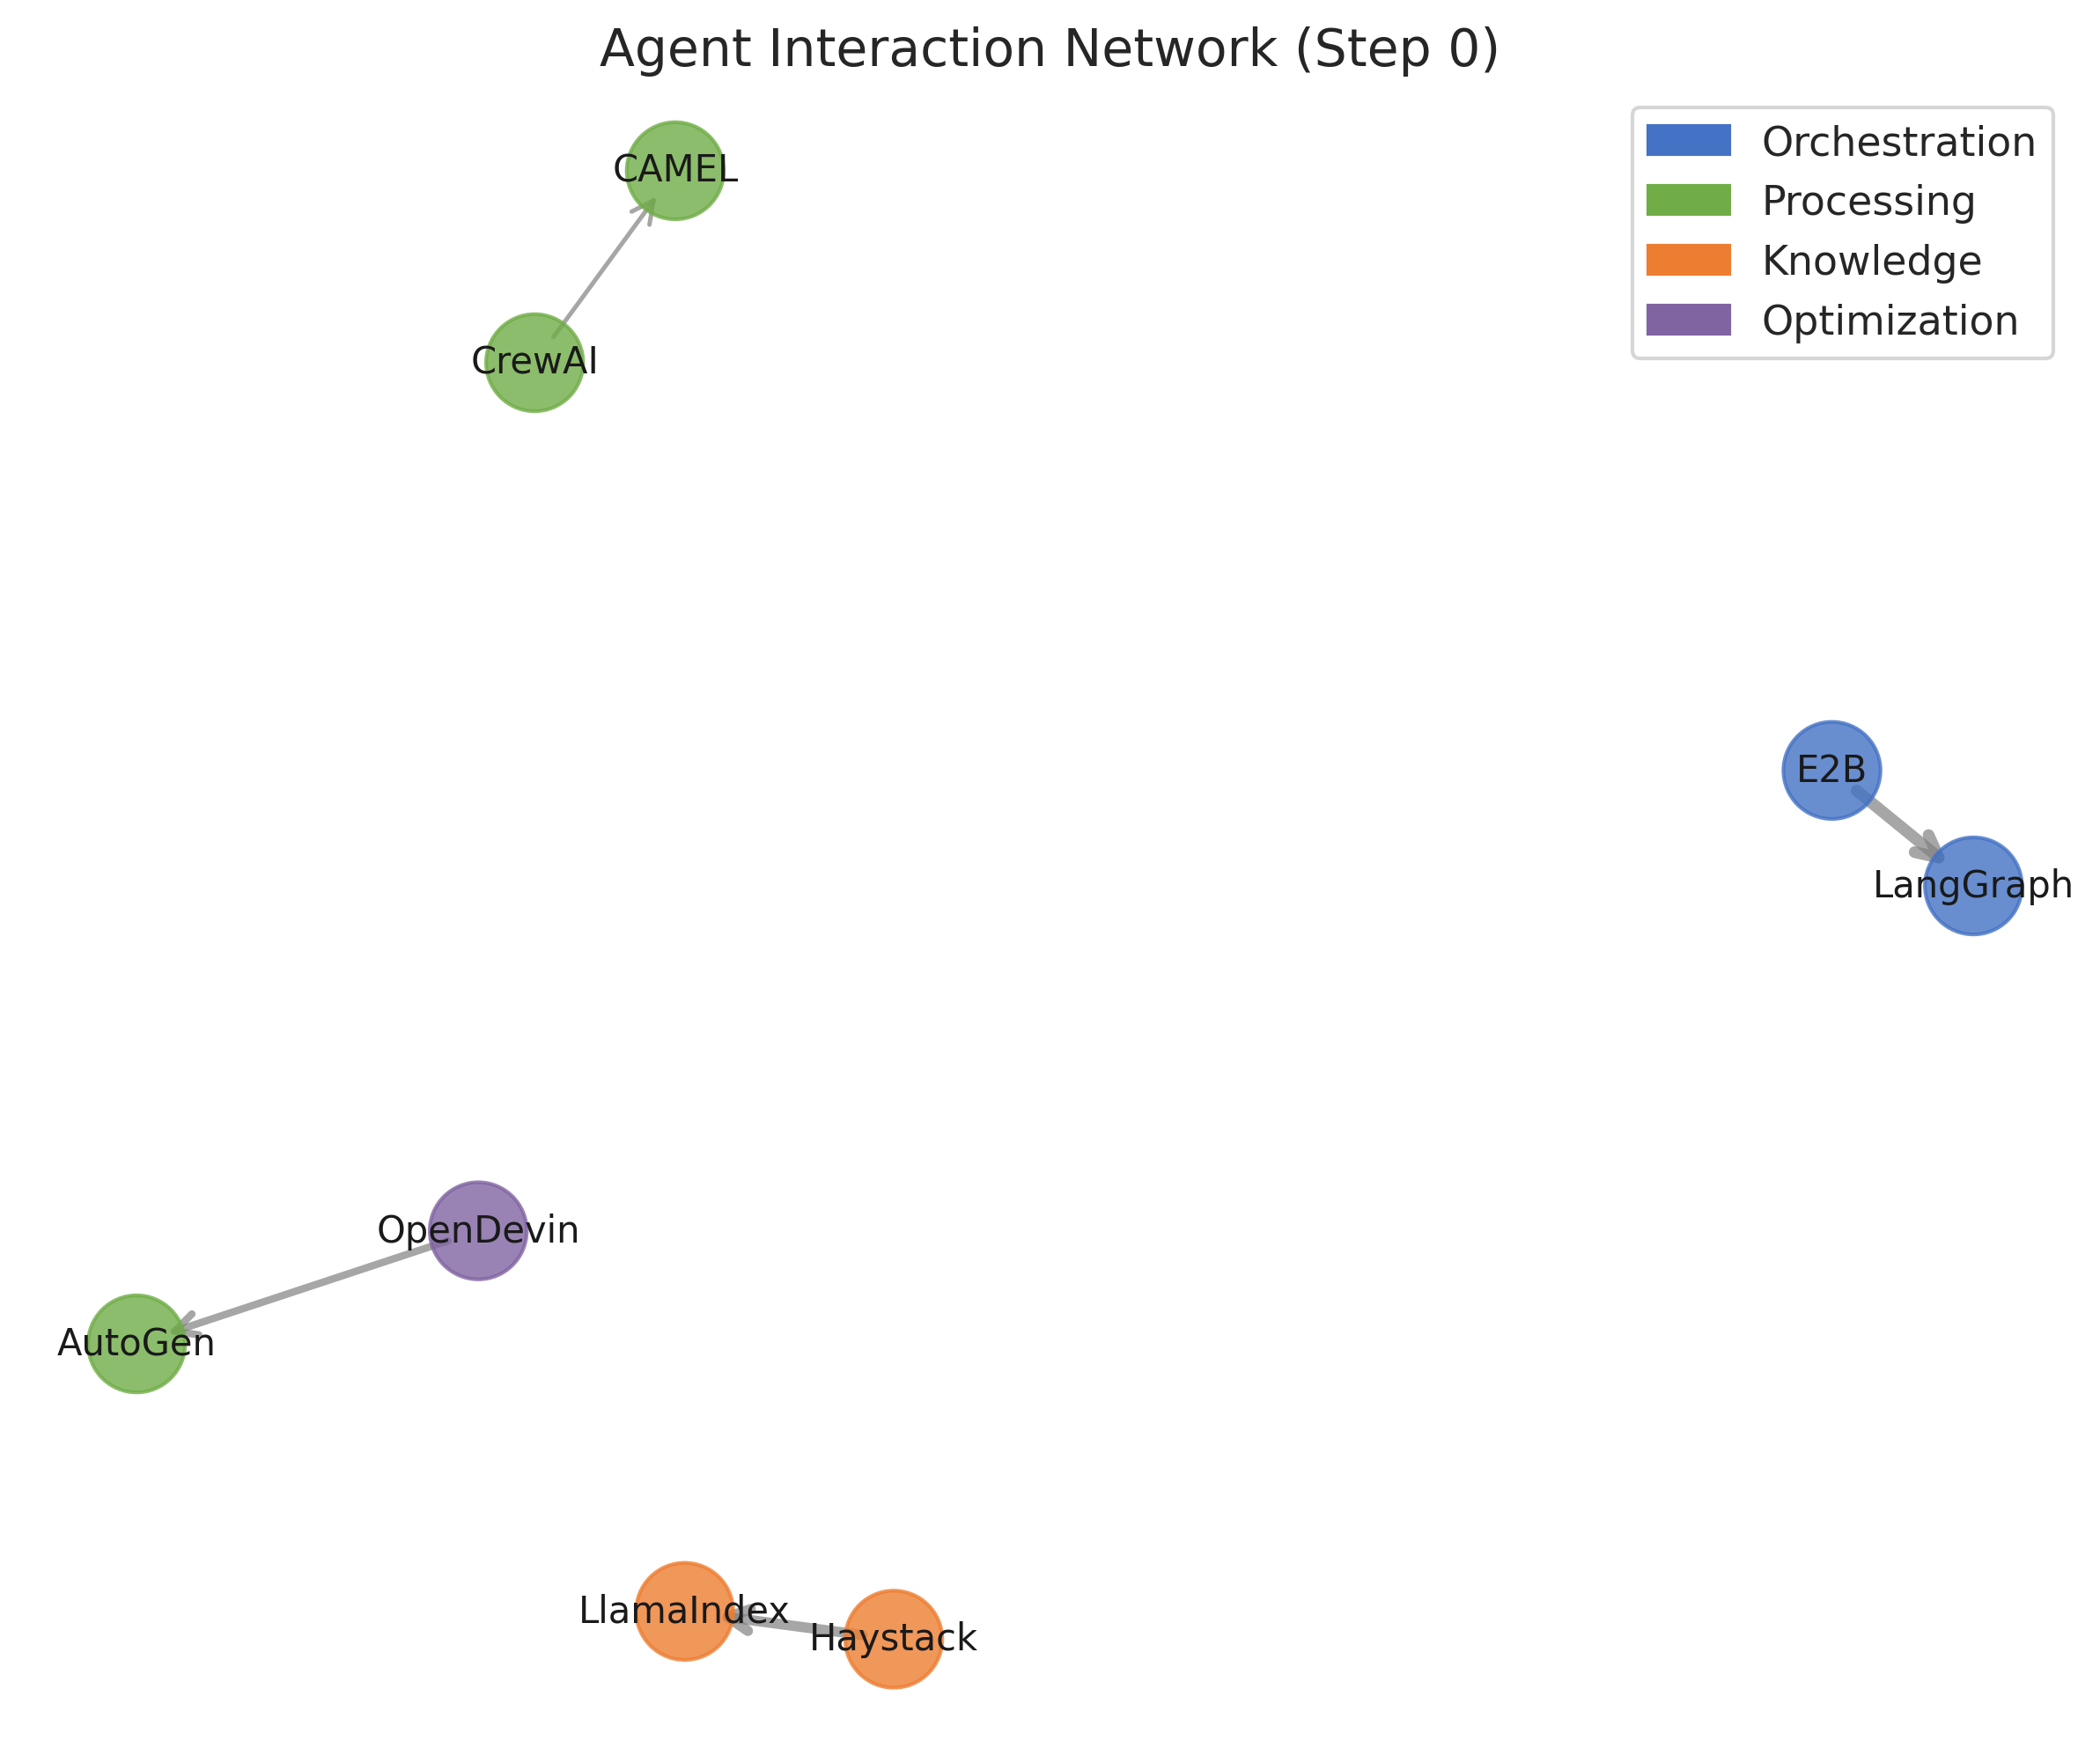 Agent Interaction Network (Step 0)
Orchestration
Processing
Knowledge
Optimization
CAMEL
CrewAI
E2B
LangGraph
OpenDevin
AutoGen
LlamaIndex
Haystack